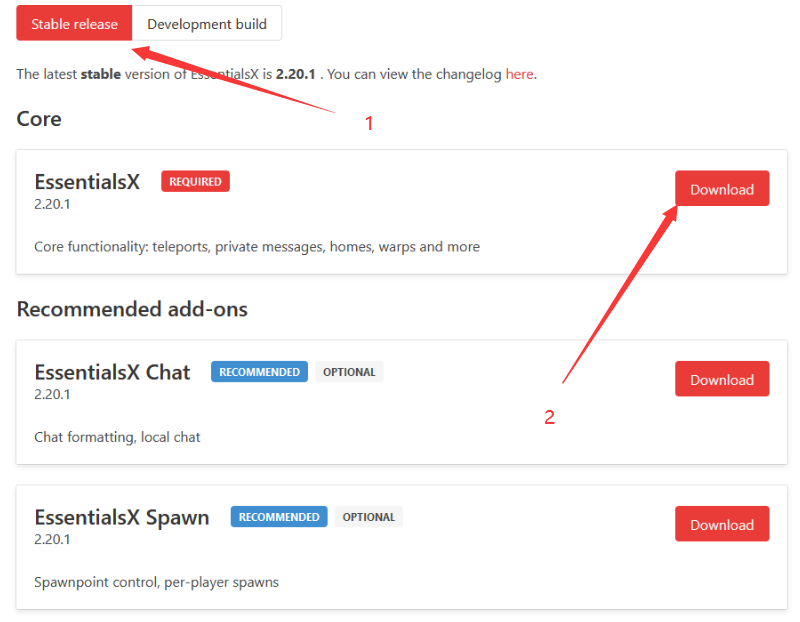 Stable release Development build
The latest stable version of EssentialsX is 2.20.1 . You can view the changelog here.
1
Core
EssentialsX REQUIRED Download
2.20.1
Core functionality: teleports, private messages, homes, warps and more
Recommended add-ons
EssentialsX Chat RECOMMENDED OPTIONAL Download
2.20.1
2
Chat formatting, local chat
EssentialsX Spawn RECOMMENDED OPTIONAL Download
2.20.1
Spawnpoint control, per-player spawns